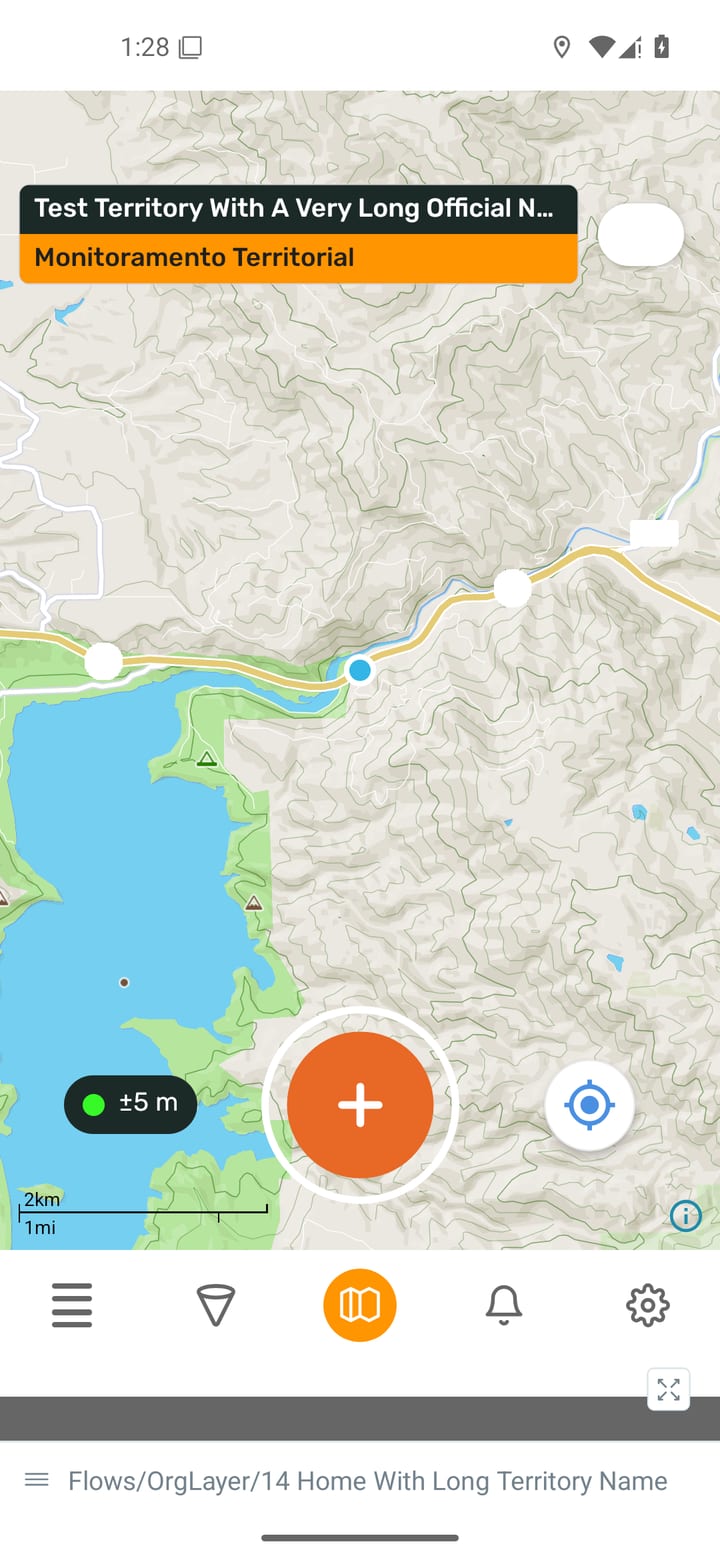 1:28
Test Territory With A Very Long Official N...
Monitoramento Territorial
±5 m
2km
1mi
Flows/OrgLayer/14 Home With Long Territory Name